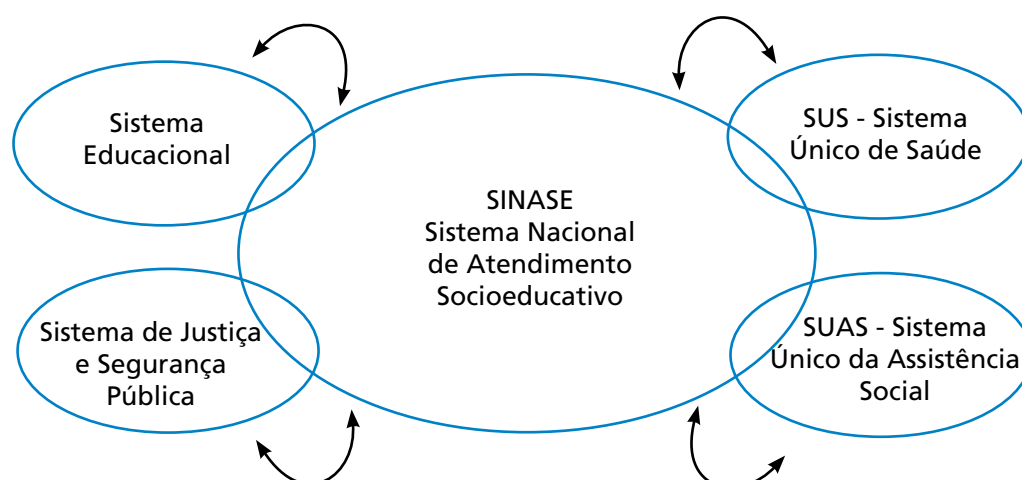 Sistema
Educacional
SUS - Sistema
Único de Saúde
SINASE
Sistema Nacional
de Atendimento
Socioeducativo
Sistema de Justiça
e Segurança
Pública
SUAS - Sistema
Único da Assistência
Social